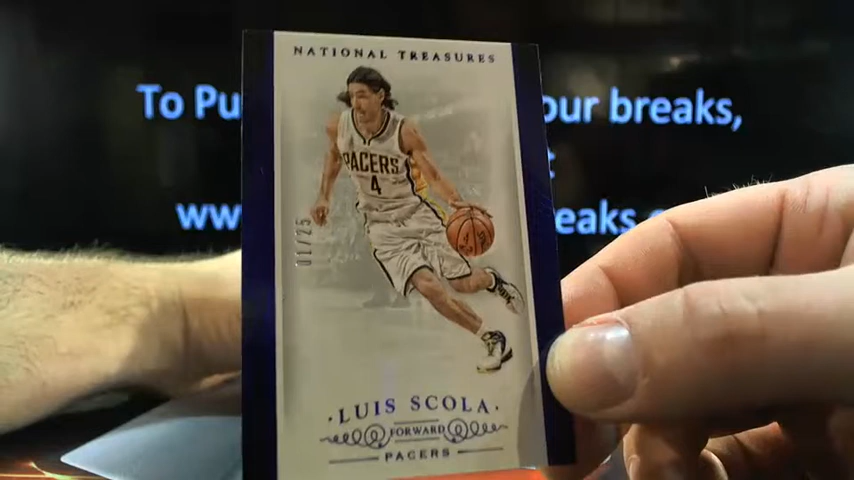 To Pu our breaks,
www eaks
NATIONAL TREASURES
PACERS
4
01/25
LUIS SCOLA
FORWARD
PACERS